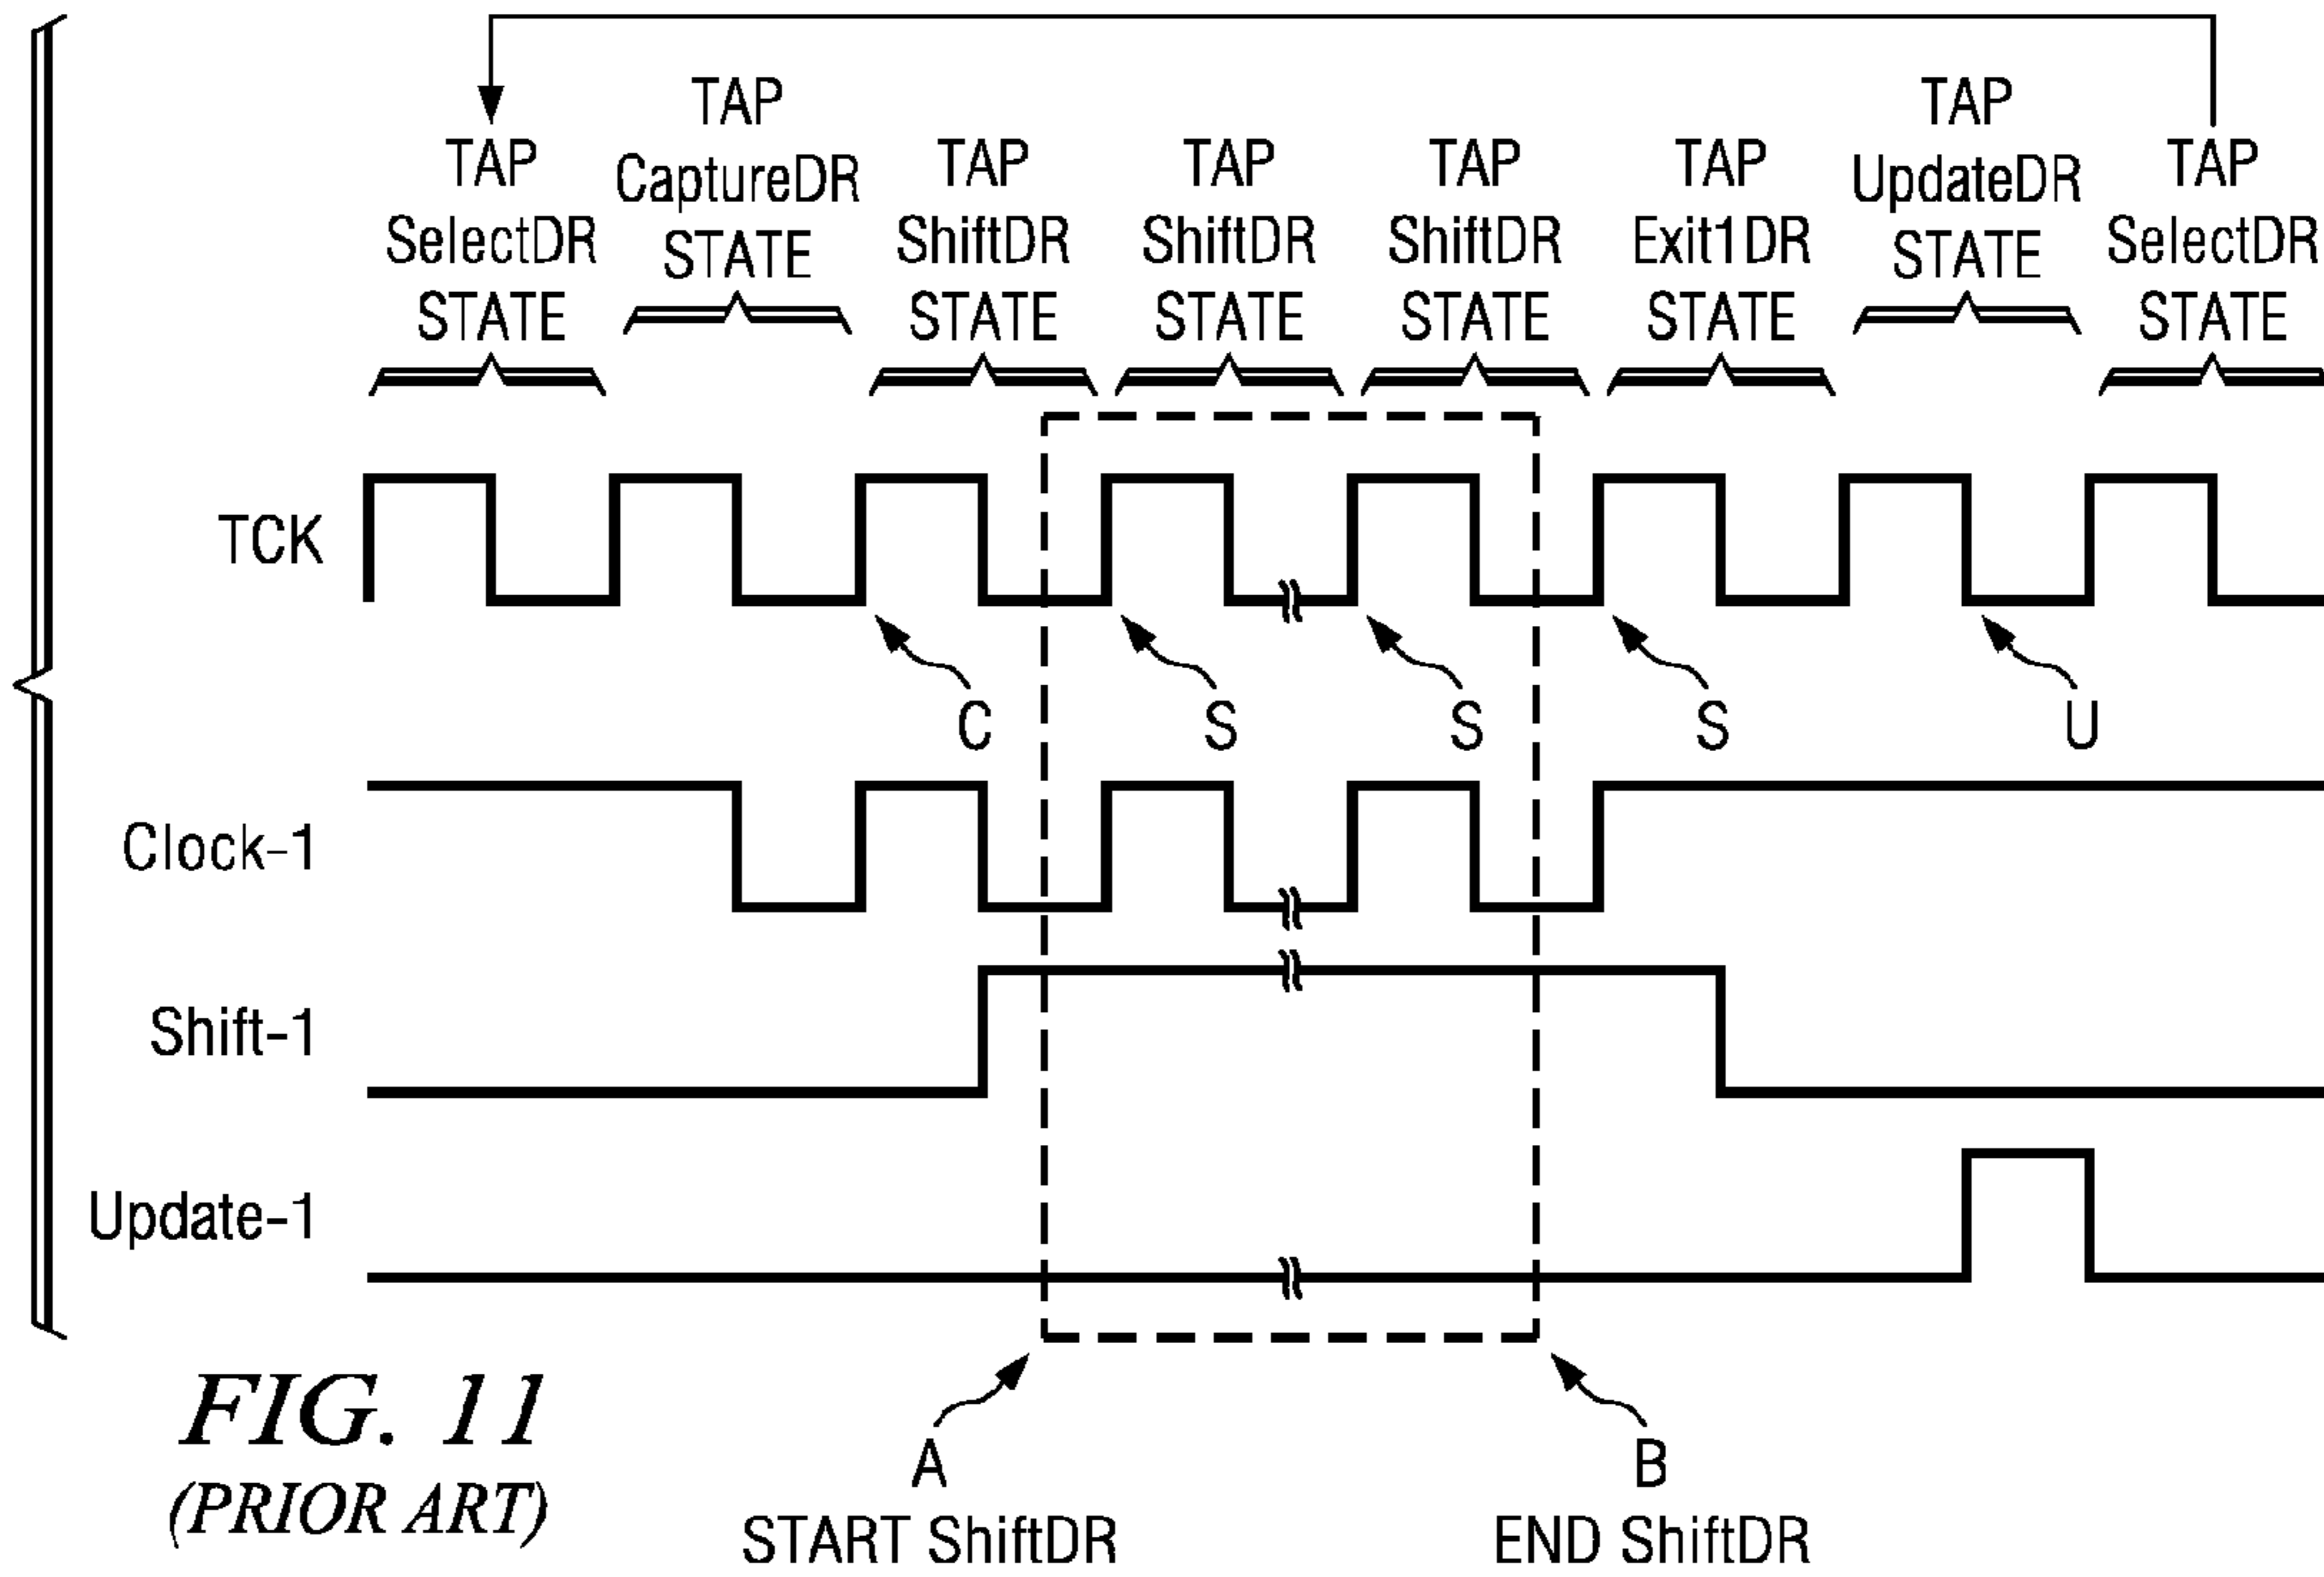 TAP
SelectDR
STATE
TAP
CaptureDR
STATE
TAP
ShiftDR
STATE
TAP
ShiftDR
STATE
TAP
ShiftDR
STATE
TAP
Exit1DR
STATE
TAP
UpdateDR
STATE
TAP
SelectDR
STATE
TCK
C
S
S
S
U
Clock-1
Shift-1
Update-1
A
START ShiftDR
B
END ShiftDR
FIG. 11
(PRIOR ART)